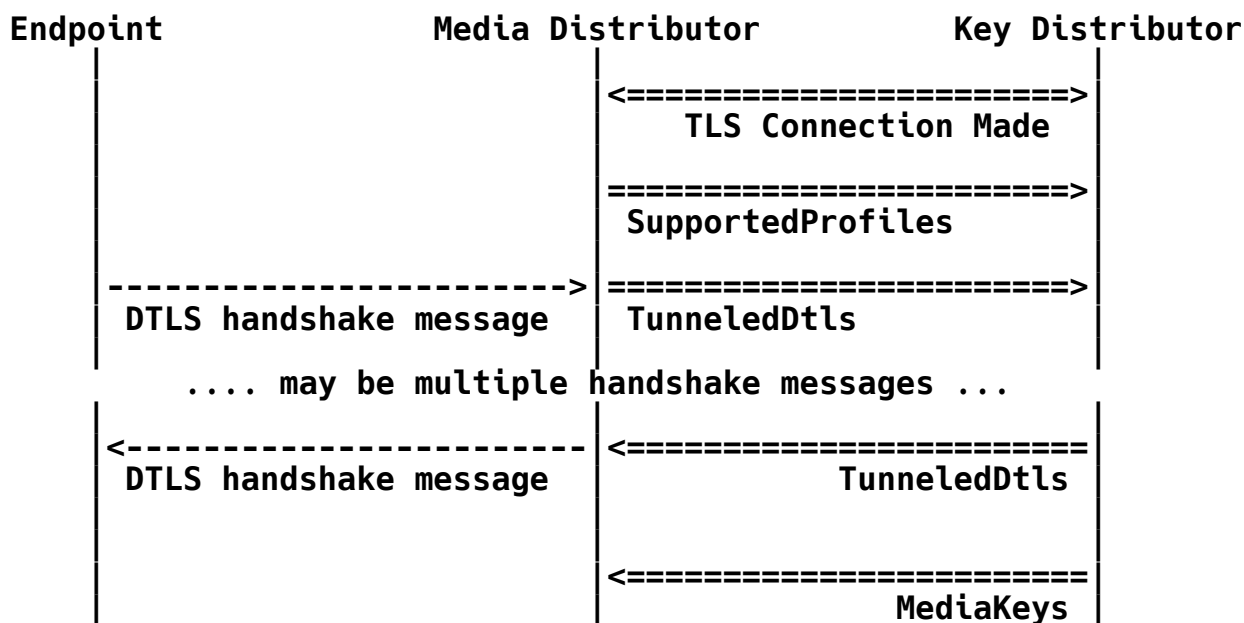 Endpoint Media Distributor Key Distributor
<=======================>
TLS Connection Made
========================>
SupportedProfiles
------------------------> ========================>
DTLS handshake message TunneledDtls
.... may be multiple handshake messages ...
<------------------------ <========================
DTLS handshake message TunneledDtls
<========================
MediaKeys